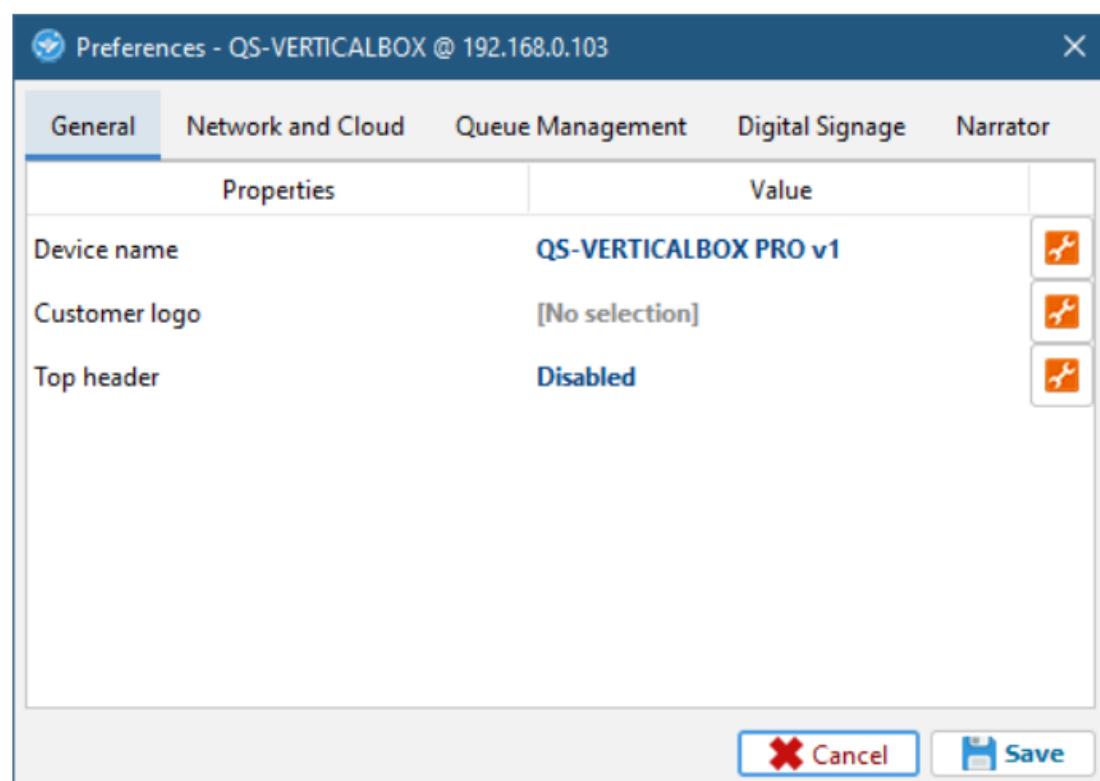 Preferences - QS-VERTICALBOX @ 192.168.0.103
General Network and Cloud Queue Management Digital Signage Narrator
Properties Value
Device name QS-VERTICALBOX PRO v1
Customer logo [No selection]
Top header Disabled
Cancel Save